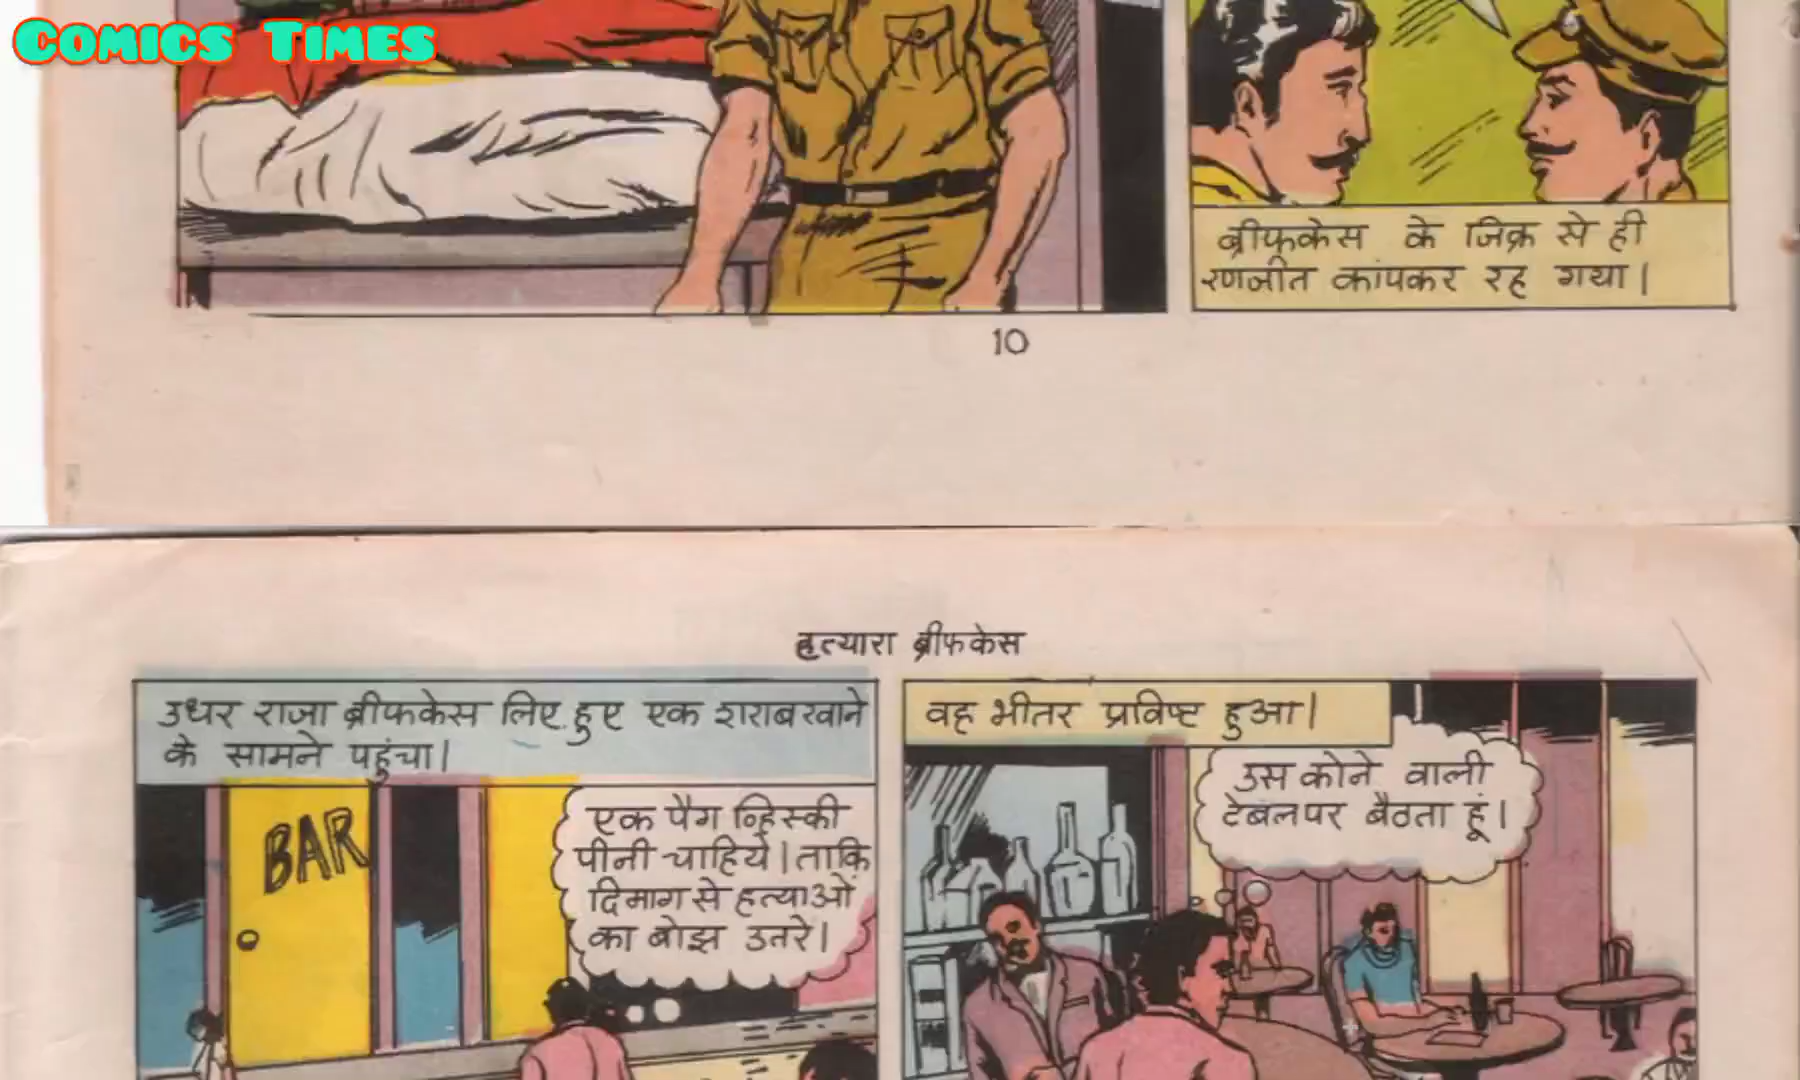 COMICS TIMES
ब्रीफकेस के जिक्र से ही
रणजीत कांपकर रह गया।
10
हत्यारा ब्रीफकेस
उधर राजा ब्रीफकेस लिए हुए एक शराबखाने
के सामने पहुंचा।
BAR
एक पैग व्हिस्की
पीनी चाहिये। ताकि
दिमाग से हत्याओं
का बोझ उतरे।
वह भीतर प्रविष्ट हुआ।
उस कोने वाली
टेबल पर बैठता हूं।